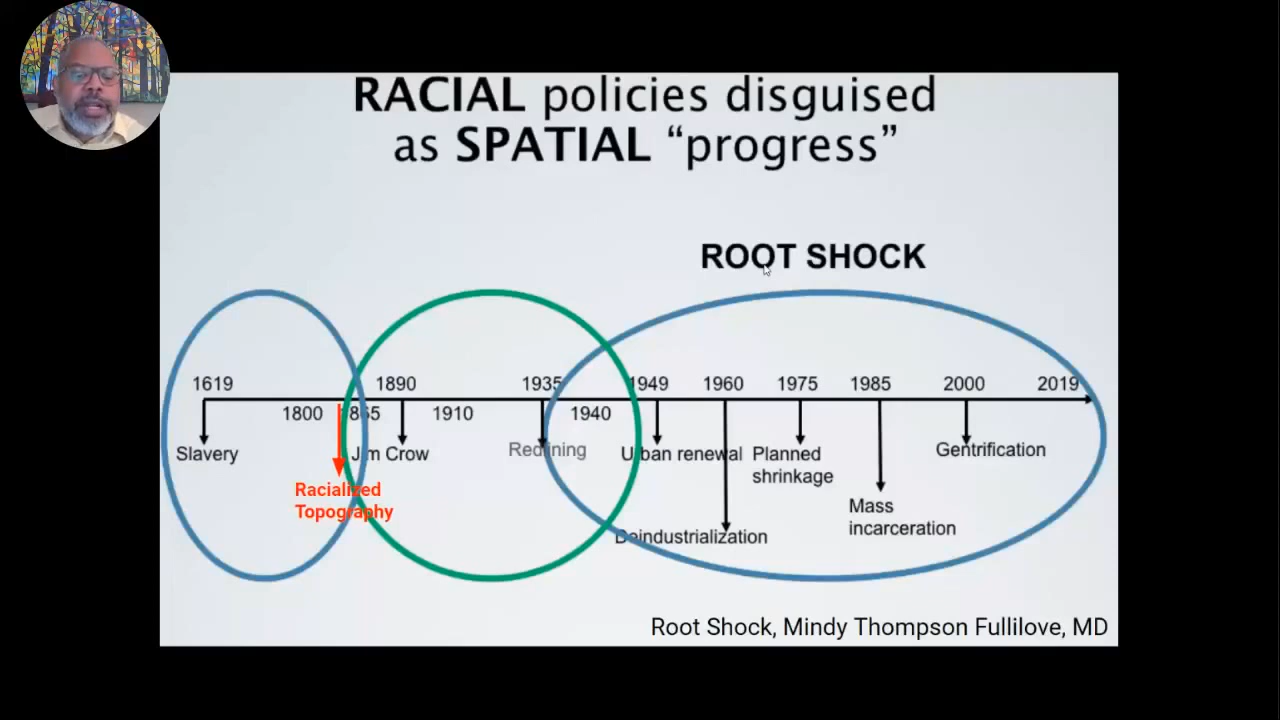 RACIAL policies disguised
as SPATIAL “progress”
ROOT SHOCK
1619
1890
1935
1949
1960
1975
1985
2000
2019
1800
1865
1910
1940
Slavery
Jim Crow
Redlining
Urban renewal
Planned
shrinkage
Gentrification
Racialized
Topography
Mass
incarceration
Deindustrialization
Root Shock, Mindy Thompson Fullilove, MD